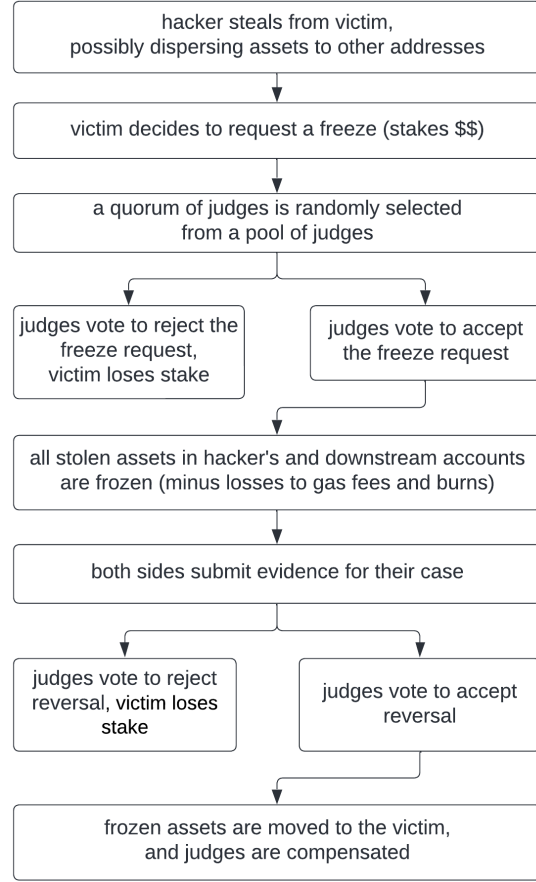 hacker steals from victim,
possibly dispersing assets to other addresses
victim decides to request a freeze (stakes $$)
a quorum of judges is randomly selected
from a pool of judges
judges vote to reject the
freeze request,
victim loses stake
judges vote to accept
the freeze request
all stolen assets in hacker's and downstream accounts
are frozen (minus losses to gas fees and burns)
both sides submit evidence for their case
judges vote to reject
reversal, victim loses
stake
judges vote to accept
reversal
frozen assets are moved to the victim,
and judges are compensated